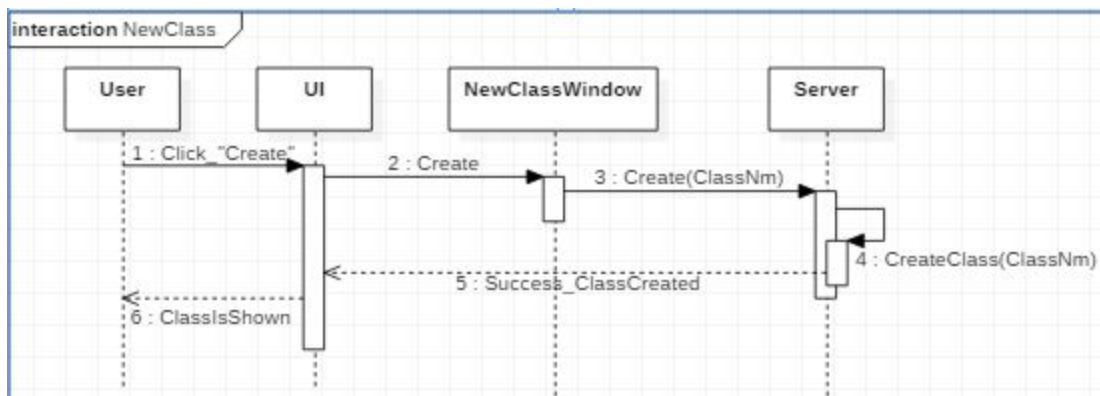 interaction NewClass
User
UI
NewClassWindow
Server
1 : Click_"Create"
2 : Create
3 : Create(ClassNm)
4 : CreateClass(ClassNm)
5 : Success_ClassCreated
6 : ClassIsShown